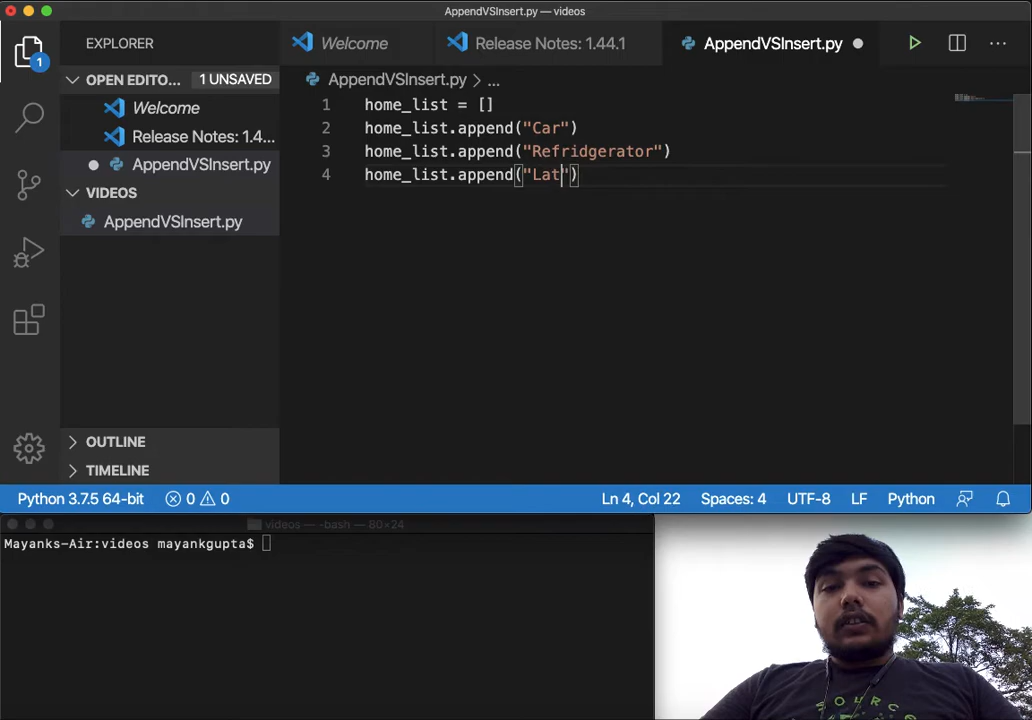 AppendVSInsert.py — videos
EXPLORER
Welcome
Release Notes: 1.44.1
AppendVSInsert.py
OPEN EDITO... 1 UNSAVED
Welcome
Release Notes: 1.4...
AppendVSInsert.py
VIDEOS
AppendVSInsert.py
OUTLINE
TIMELINE
1
AppendVSInsert.py > ...
1 home_list = []
2 home_list.append("Car")
3 home_list.append("Refridgerator")
4 home_list.append("Lat")
Python 3.7.5 64-bit 0 0 Ln 4, Col 22 Spaces: 4 UTF-8 LF Python
videos — -bash — 80×24
Mayanks-Air:videos mayankgupta$
SOURCE